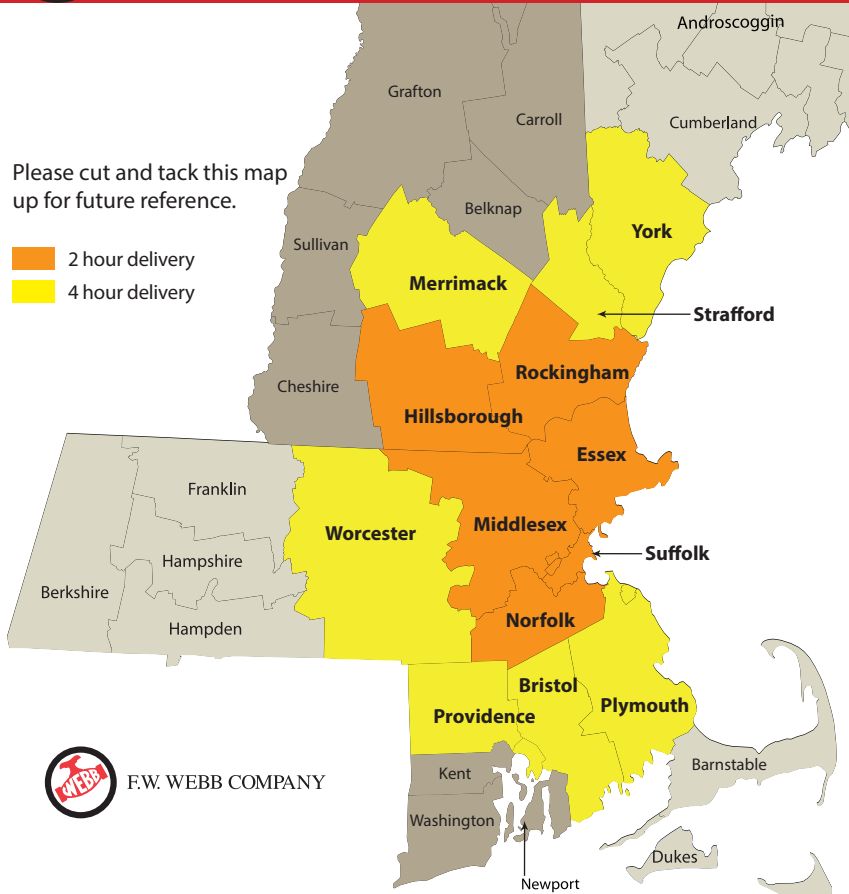 Androscoggin
Grafton
Carroll
Cumberland
Please cut and tack this map
up for future reference.
Belknap
York
Sullivan
2 hour delivery
Merrimack
4 hour delivery
Strafford
Rockingham
Cheshire
Hillsborough
Essex
Franklin
Middlesex
Worcester
Suffolk
Hampshire
Berkshire
Norfolk
Hampden
Bristol
Plymouth
Providence
Barnstable
Kent
WEBB
F.W. WEBB COMPANY
Washington
Dukes
Newport